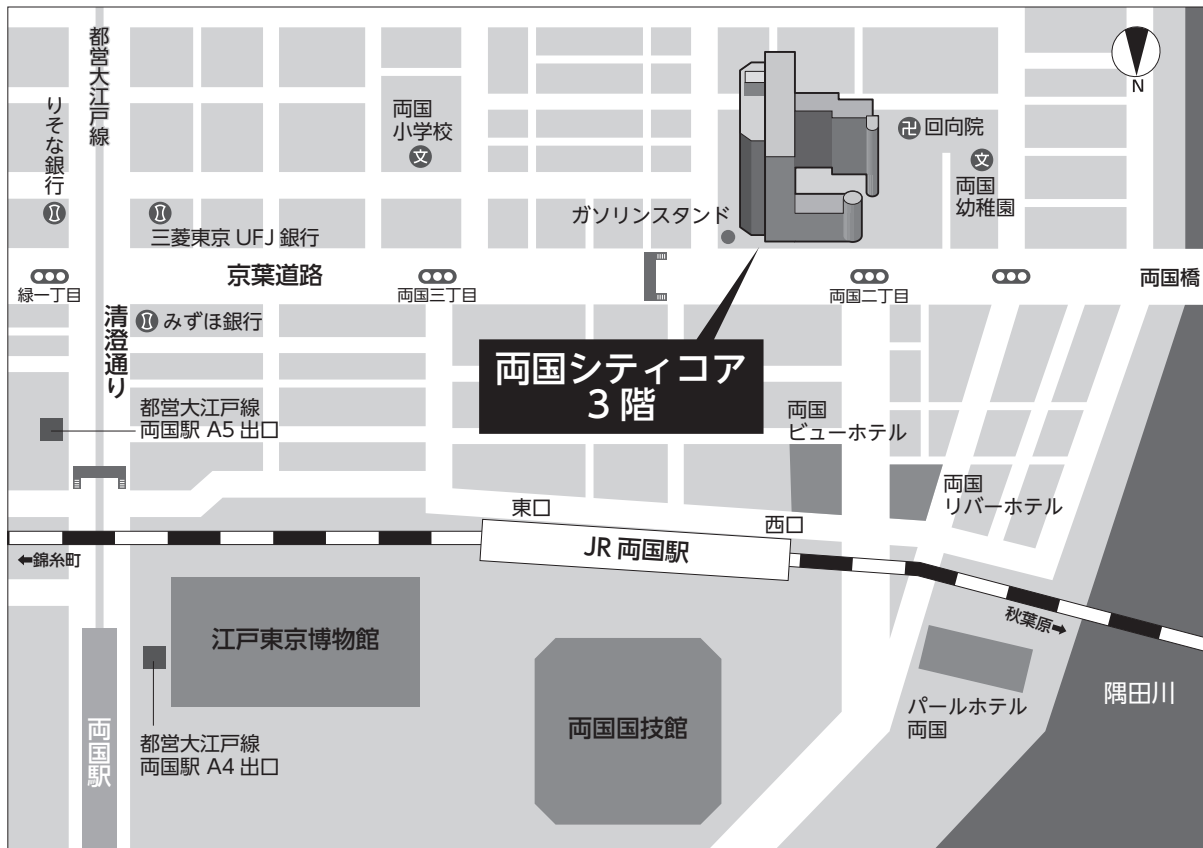 都営大江戸線
りそな銀行
両国
小学校
文
N
卍
回向院
文
両国
幼稚園
ガソリンスタンド
三菱東京 UFJ 銀行
緑一丁目
京葉道路
両国三丁目
両国二丁目
両国橋
清澄通り
みずほ銀行
両国シティコア
3 階
都営大江戸線
両国駅 A5 出口
両国
ビューホテル
両国
リバーホテル
東口
西口
JR 両国駅
←錦糸町
秋葉原→
江戸東京博物館
両国国技館
パールホテル
両国
隅田川
両国駅
都営大江戸線
両国駅 A4 出口